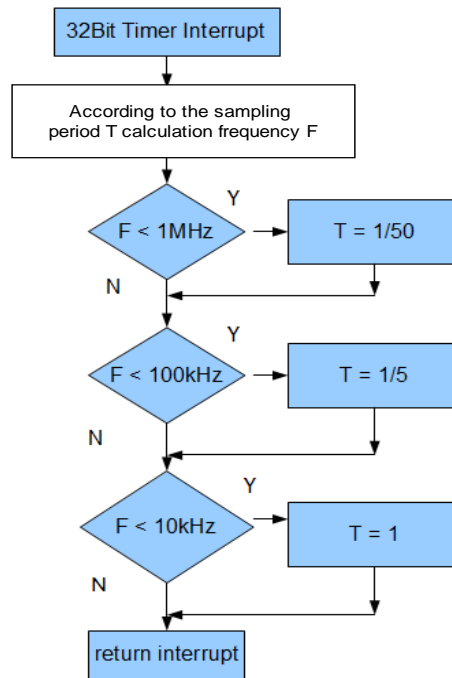 32Bit Timer Interrupt
According to the sampling
period T calculation frequency F
Y
F < 1MHz
T = 1/50
N
Y
F < 100kHz
T = 1/5
N
Y
F < 10kHz
T = 1
N
return interrupt